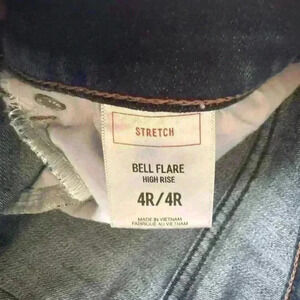 STRETCH
BELL FLARE
HIGH RISE
4R/4R
MADE IN VIETNAM
FABRIQUÉ AU VIETNAM